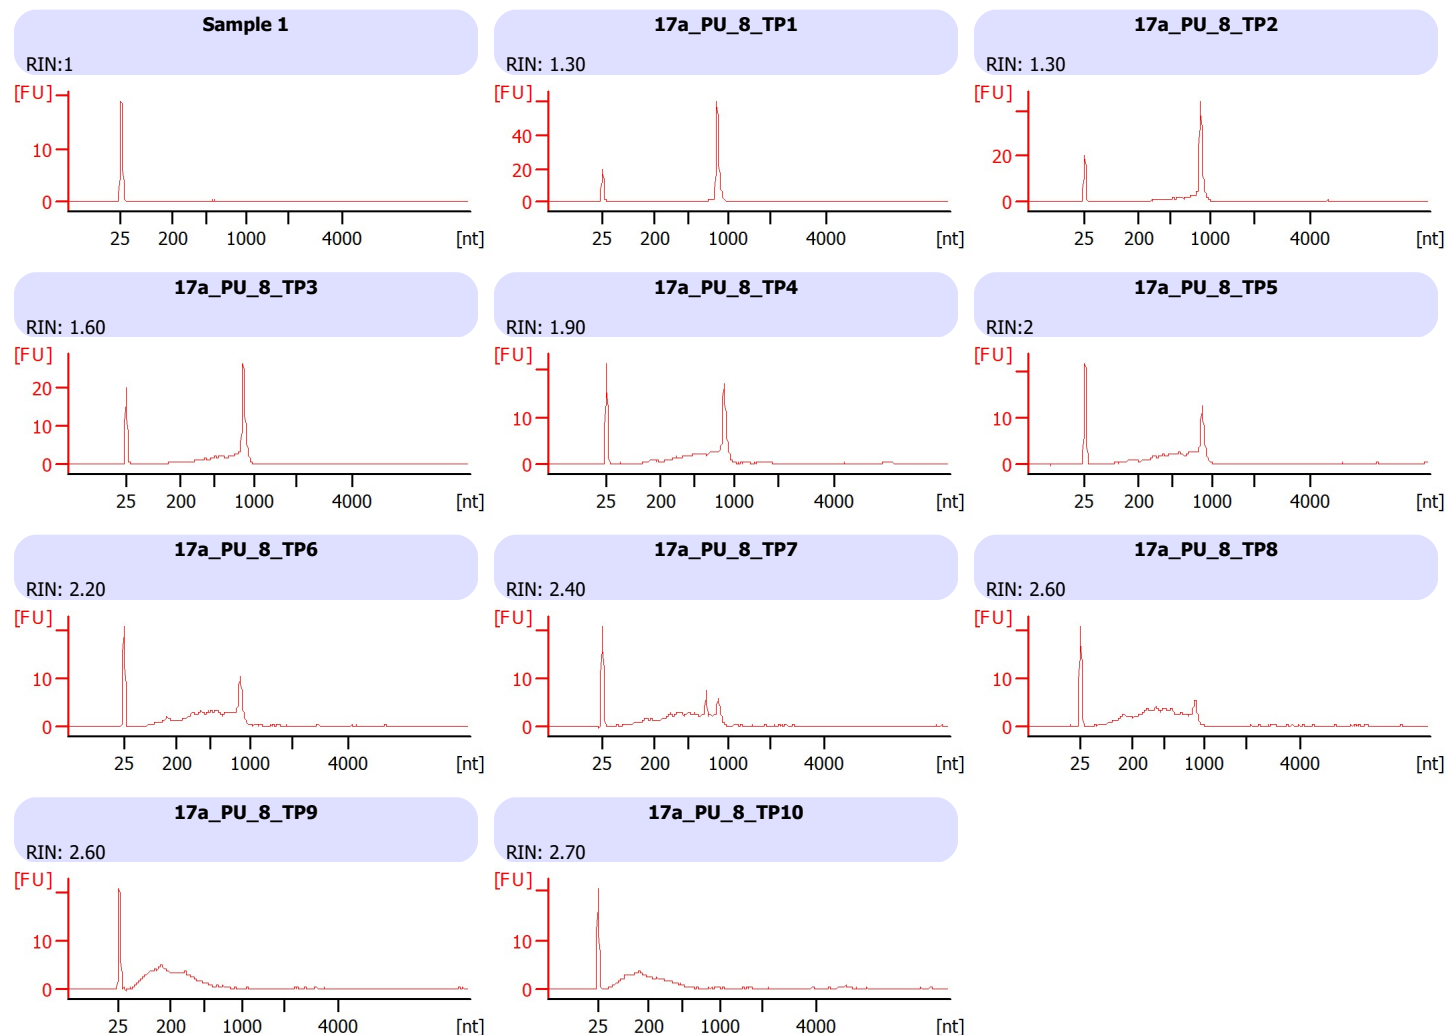 Sample 1
RIN:1
[FU]
10
0
25 200 1000 4000 [nt]
17a_PU_8_TP1
RIN: 1.30
[FU]
40
20
0
25 200 1000 4000 [nt]
17a_PU_8_TP2
RIN: 1.30
[FU]
20
0
25 200 1000 4000 [nt]
17a_PU_8_TP3
RIN: 1.60
[FU]
20
10
0
25 200 1000 4000 [nt]
17a_PU_8_TP4
RIN: 1.90
[FU]
10
0
25 200 1000 4000 [nt]
17a_PU_8_TP5
RIN:2
[FU]
10
0
25 200 1000 4000 [nt]
17a_PU_8_TP6
RIN: 2.20
[FU]
10
0
25 200 1000 4000 [nt]
17a_PU_8_TP7
RIN: 2.40
[FU]
10
0
25 200 1000 4000 [nt]
17a_PU_8_TP8
RIN: 2.60
[FU]
10
0
25 200 1000 4000 [nt]
17a_PU_8_TP9
RIN: 2.60
[FU]
10
0
25 200 1000 4000 [nt]
17a_PU_8_TP10
RIN: 2.70
[FU]
10
0
25 200 1000 4000 [nt]